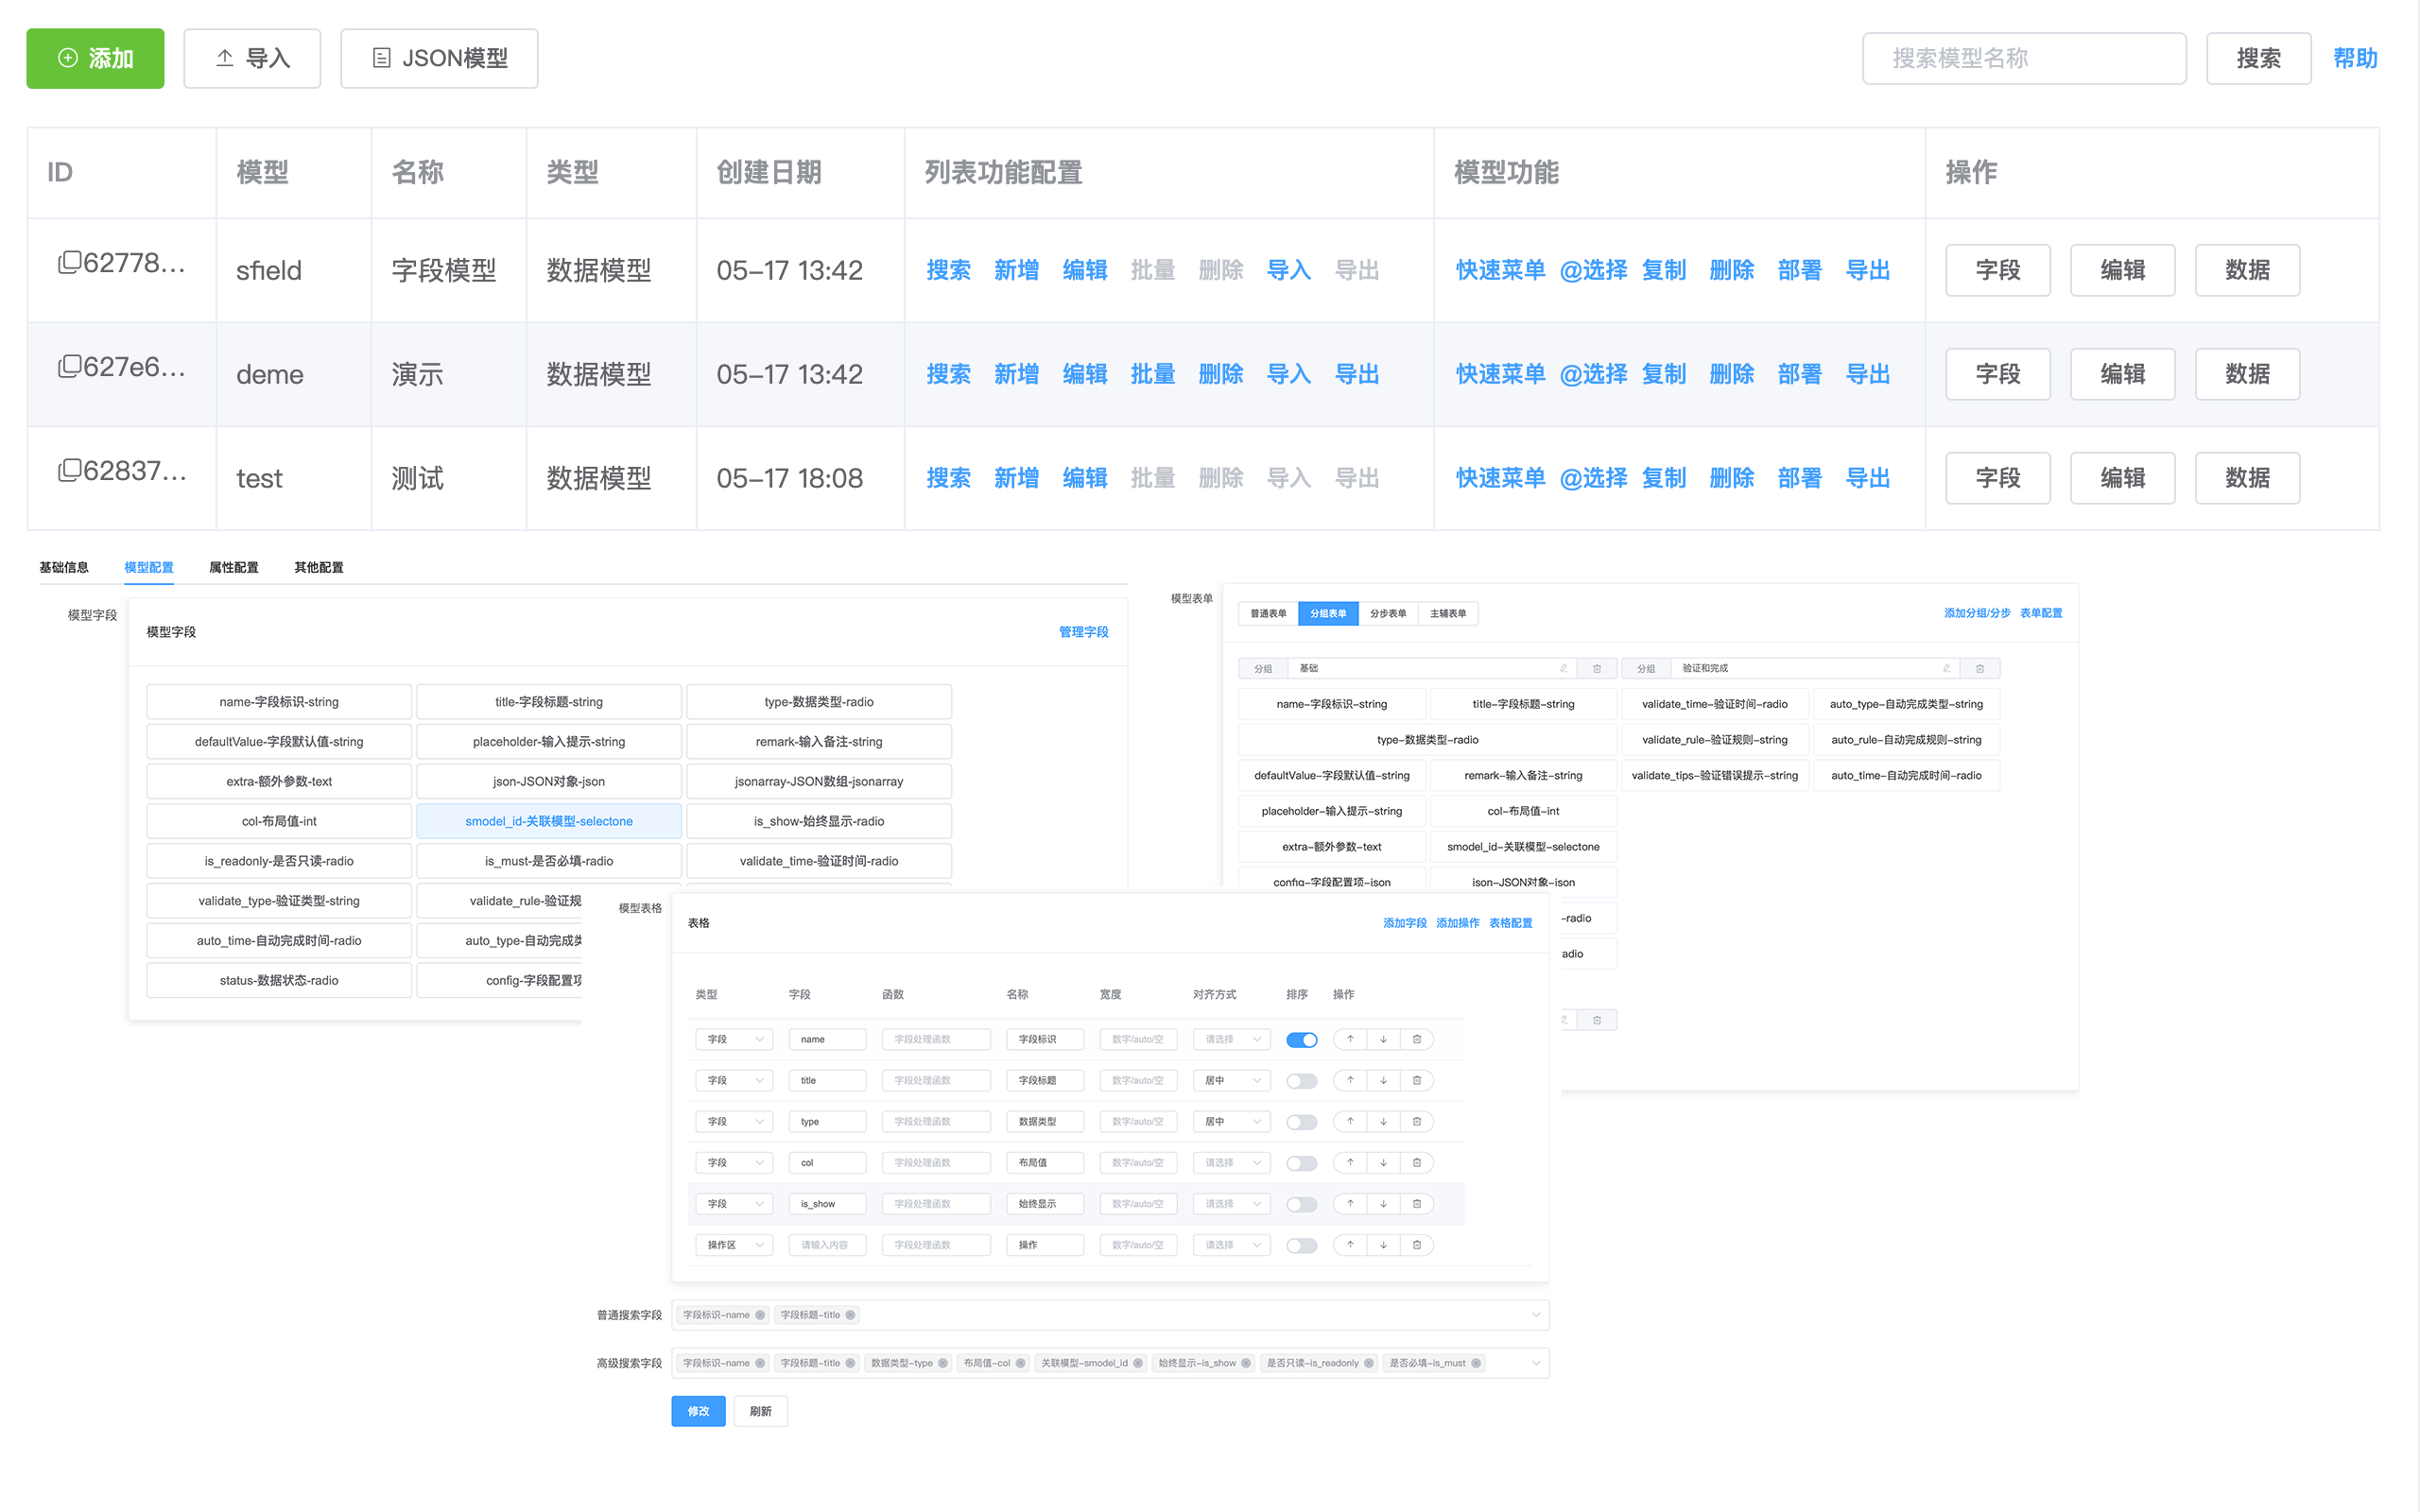 添加 导入 JSON模型 搜索模型名称 搜索 帮助
ID 模型 名称 类型 创建日期 列表功能配置 模型功能 操作
62778... sfield 字段模型 数据模型 05-17 13:42 搜索 新增 编辑 批量 删除 导入 导出 快速菜单 @选择 复制 删除 部署 导出 字段 编辑 数据
627e6... deme 演示 数据模型 05-17 13:42 搜索 新增 编辑 批量 删除 导入 导出 快速菜单 @选择 复制 删除 部署 导出 字段 编辑 数据
62837... test 测试 数据模型 05-17 18:08 搜索 新增 编辑 批量 删除 导入 导出 快速菜单 @选择 复制 删除 部署 导出 字段 编辑 数据
基础信息 模型配置 属性配置 其他配置
模型字段
模型字段 管理字段
name-字段标识-string title-字段标题-string type-数据类型-radio
defaultValue-字段默认值-string placeholder-输入提示-string remark-输入备注-string
extra-额外参数-text json-JSON对象-json jsonarray-JSON数组-jsonarray
col-布局值-int smodel_id-关联模型-selectone is_show-始终显示-radio
is_readonly-是否只读-radio is_must-是否必填-radio validate_time-验证时间-radio
validate_type-验证类型-string validate_rule-验证规
auto_time-自动完成时间-radio auto_type-自动完成类
status-数据状态-radio config-字段配置项
模型表单
普通表单 分组表单 分步表单 主辅表单 添加分组/分步 表单配置
分组 基础 分组 验证和完成
name-字段标识-string title-字段标题-string validate_time-验证时间-radio auto_type-自动完成类型-string
type-数据类型-radio validate_rule-验证规则-string auto_rule-自动完成规则-string
defaultValue-字段默认值-string remark-输入备注-string validate_tips-验证错误提示-string auto_time-自动完成时间-radio
placeholder-输入提示-string col-布局值-int
extra-额外参数-text smodel_id-关联模型-selectone
config-字段配置项-json json-JSON对象-json
-radio
adio
模型表格
表格 添加字段 添加操作 表格配置
类型 字段 函数 名称 宽度 对齐方式 排序 操作
字段 name 字段处理函数 字段标识 数字/auto/空 请选择
字段 title 字段处理函数 字段标题 数字/auto/空 居中
字段 type 字段处理函数 数据类型 数字/auto/空 居中
字段 col 字段处理函数 布局值 数字/auto/空 请选择
字段 is_show 字段处理函数 始终显示 数字/auto/空 请选择
操作区 请输入内容 字段处理函数 操作 数字/auto/空 请选择
普通搜索字段 字段标识-name 字段标题-title
高级搜索字段 字段标识-name 字段标题-title 数据类型-type 布局值-col 关联模型-smodel_id 始终显示-is_show 是否只读-is_readonly 是否必填-is_must
修改 刷新